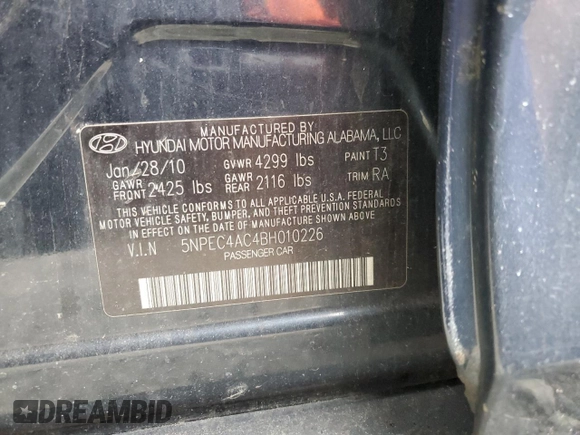 MANUFACTURED BY
HYUNDAI MOTOR MANUFACTURING ALABAMA, LLC
Jan/28/10 GVWR 4299 lbs PAINT T3
GAWR FRONT 2425 lbs GAWR REAR 2116 lbs TRIM RA
THIS VEHICLE CONFORMS TO ALL APPLICABLE U.S.A. FEDERAL
MOTOR VEHICLE SAFETY, BUMPER, AND THEFT PREVENTION STANDARDS
IN EFFECT ON THE DATE OF MANUFACTURE SHOWN ABOVE.
V.I.N 5NPEC4AC4BH010226
PASSENGER CAR
DREAMBID